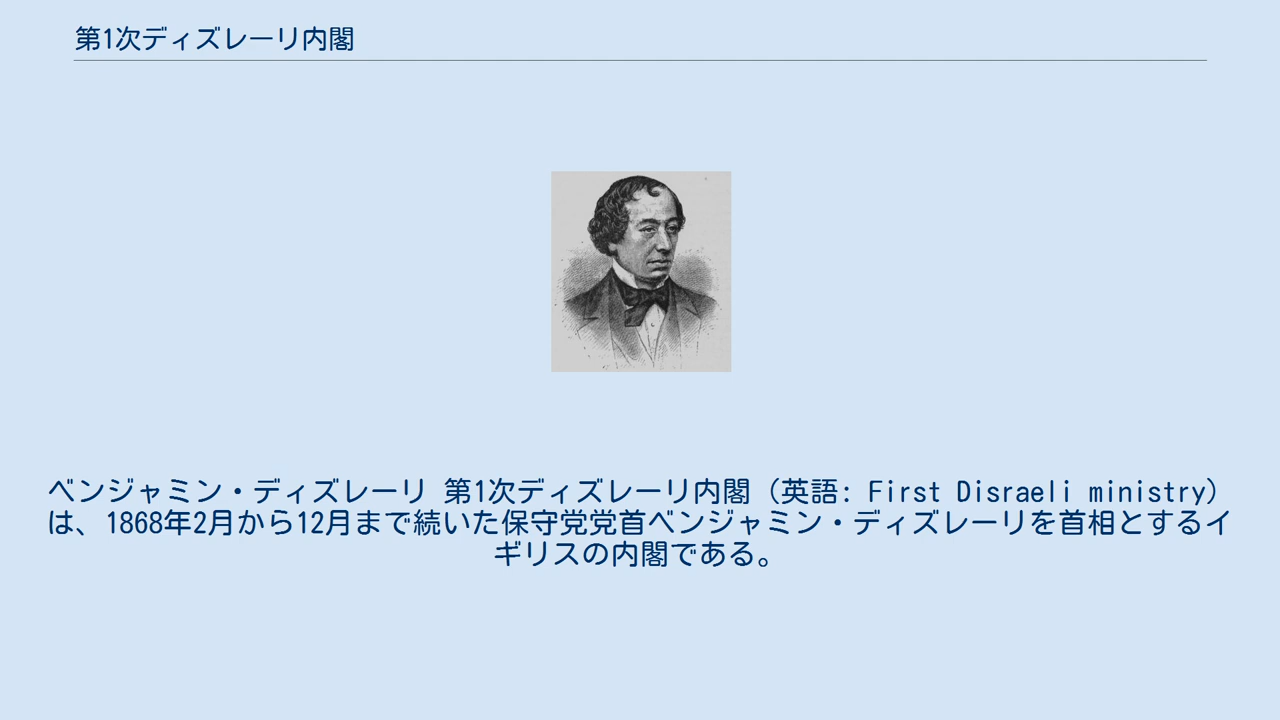 第1次ディズレーリ内閣
ベンジャミン・ディズレーリ 第1次ディズレーリ内閣（英語: First Disraeli ministry）
は、1868年2月から12月まで続いた保守党党首ベンジャミン・ディズレーリを首相とするイ
ギリスの内閣である。